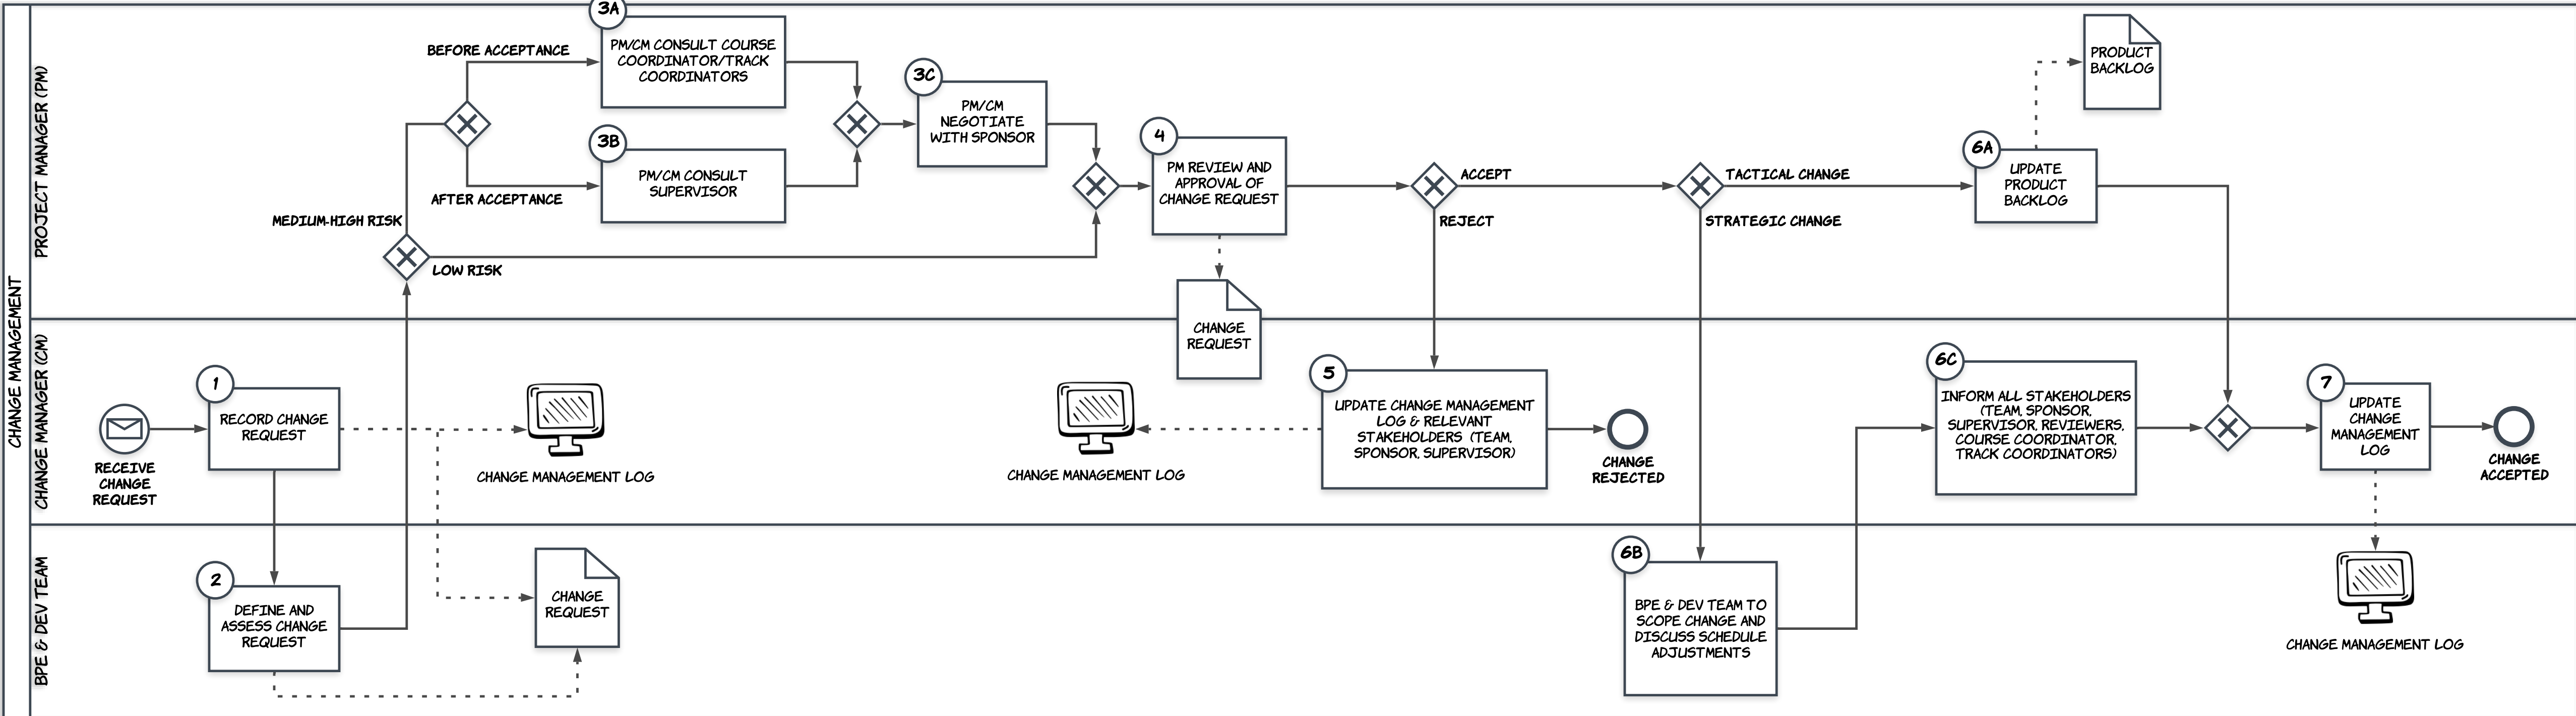 CHANGE MANAGEMENT
PROJECT MANAGER (PM)
3A
PM/CM CONSULT COURSE
COORDINATOR/TRACK
COORDINATORS
BEFORE ACCEPTANCE
3B
PM/CM CONSULT
SUPERVISOR
AFTER ACCEPTANCE
MEDIUM-HIGH RISK
LOW RISK
3C
PM/CM
NEGOTIATE
WITH SPONSOR
4
PM REVIEW AND
APPROVAL OF
CHANGE REQUEST
CHANGE
REQUEST
ACCEPT
REJECT
TACTICAL CHANGE
STRATEGIC CHANGE
6A
UPDATE
PRODUCT
BACKLOG
PRODUCT
BACKLOG
CHANGE MANAGER (CM)
RECEIVE
CHANGE
REQUEST
1
RECORD CHANGE
REQUEST
CHANGE MANAGEMENT LOG
CHANGE MANAGEMENT LOG
5
UPDATE CHANGE MANAGEMENT
LOG & RELEVANT
STAKEHOLDERS (TEAM,
SPONSOR, SUPERVISOR)
CHANGE
REJECTED
6C
INFORM ALL STAKEHOLDERS
(TEAM, SPONSOR,
SUPERVISOR, REVIEWERS,
COURSE COORDINATOR,
TRACK COORDINATORS)
7
UPDATE
CHANGE
MANAGEMENT
LOG
CHANGE
ACCEPTED
BPE & DEV TEAM
2
DEFINE AND
ASSESS CHANGE
REQUEST
CHANGE
REQUEST
6B
BPE & DEV TEAM TO
SCOPE CHANGE AND
DISCUSS SCHEDULE
ADJUSTMENTS
CHANGE MANAGEMENT LOG